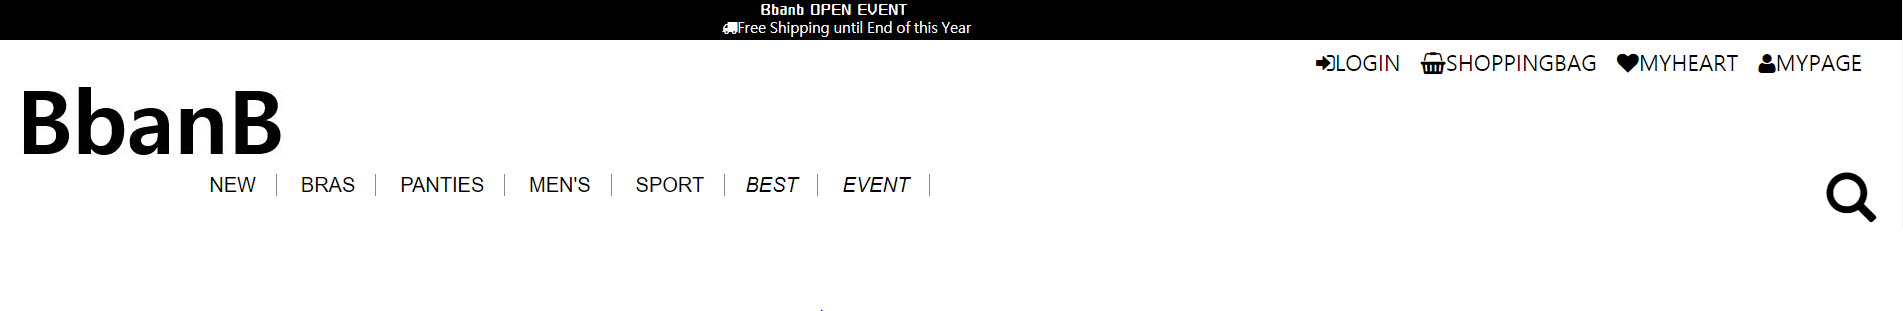 Bbanb OPEN EVENT
Free Shipping until End of this Year
LOGIN SHOPPINGBAG MYHEART MYPAGE
BbanB
NEW BRAS PANTIES MEN'S SPORT BEST EVENT